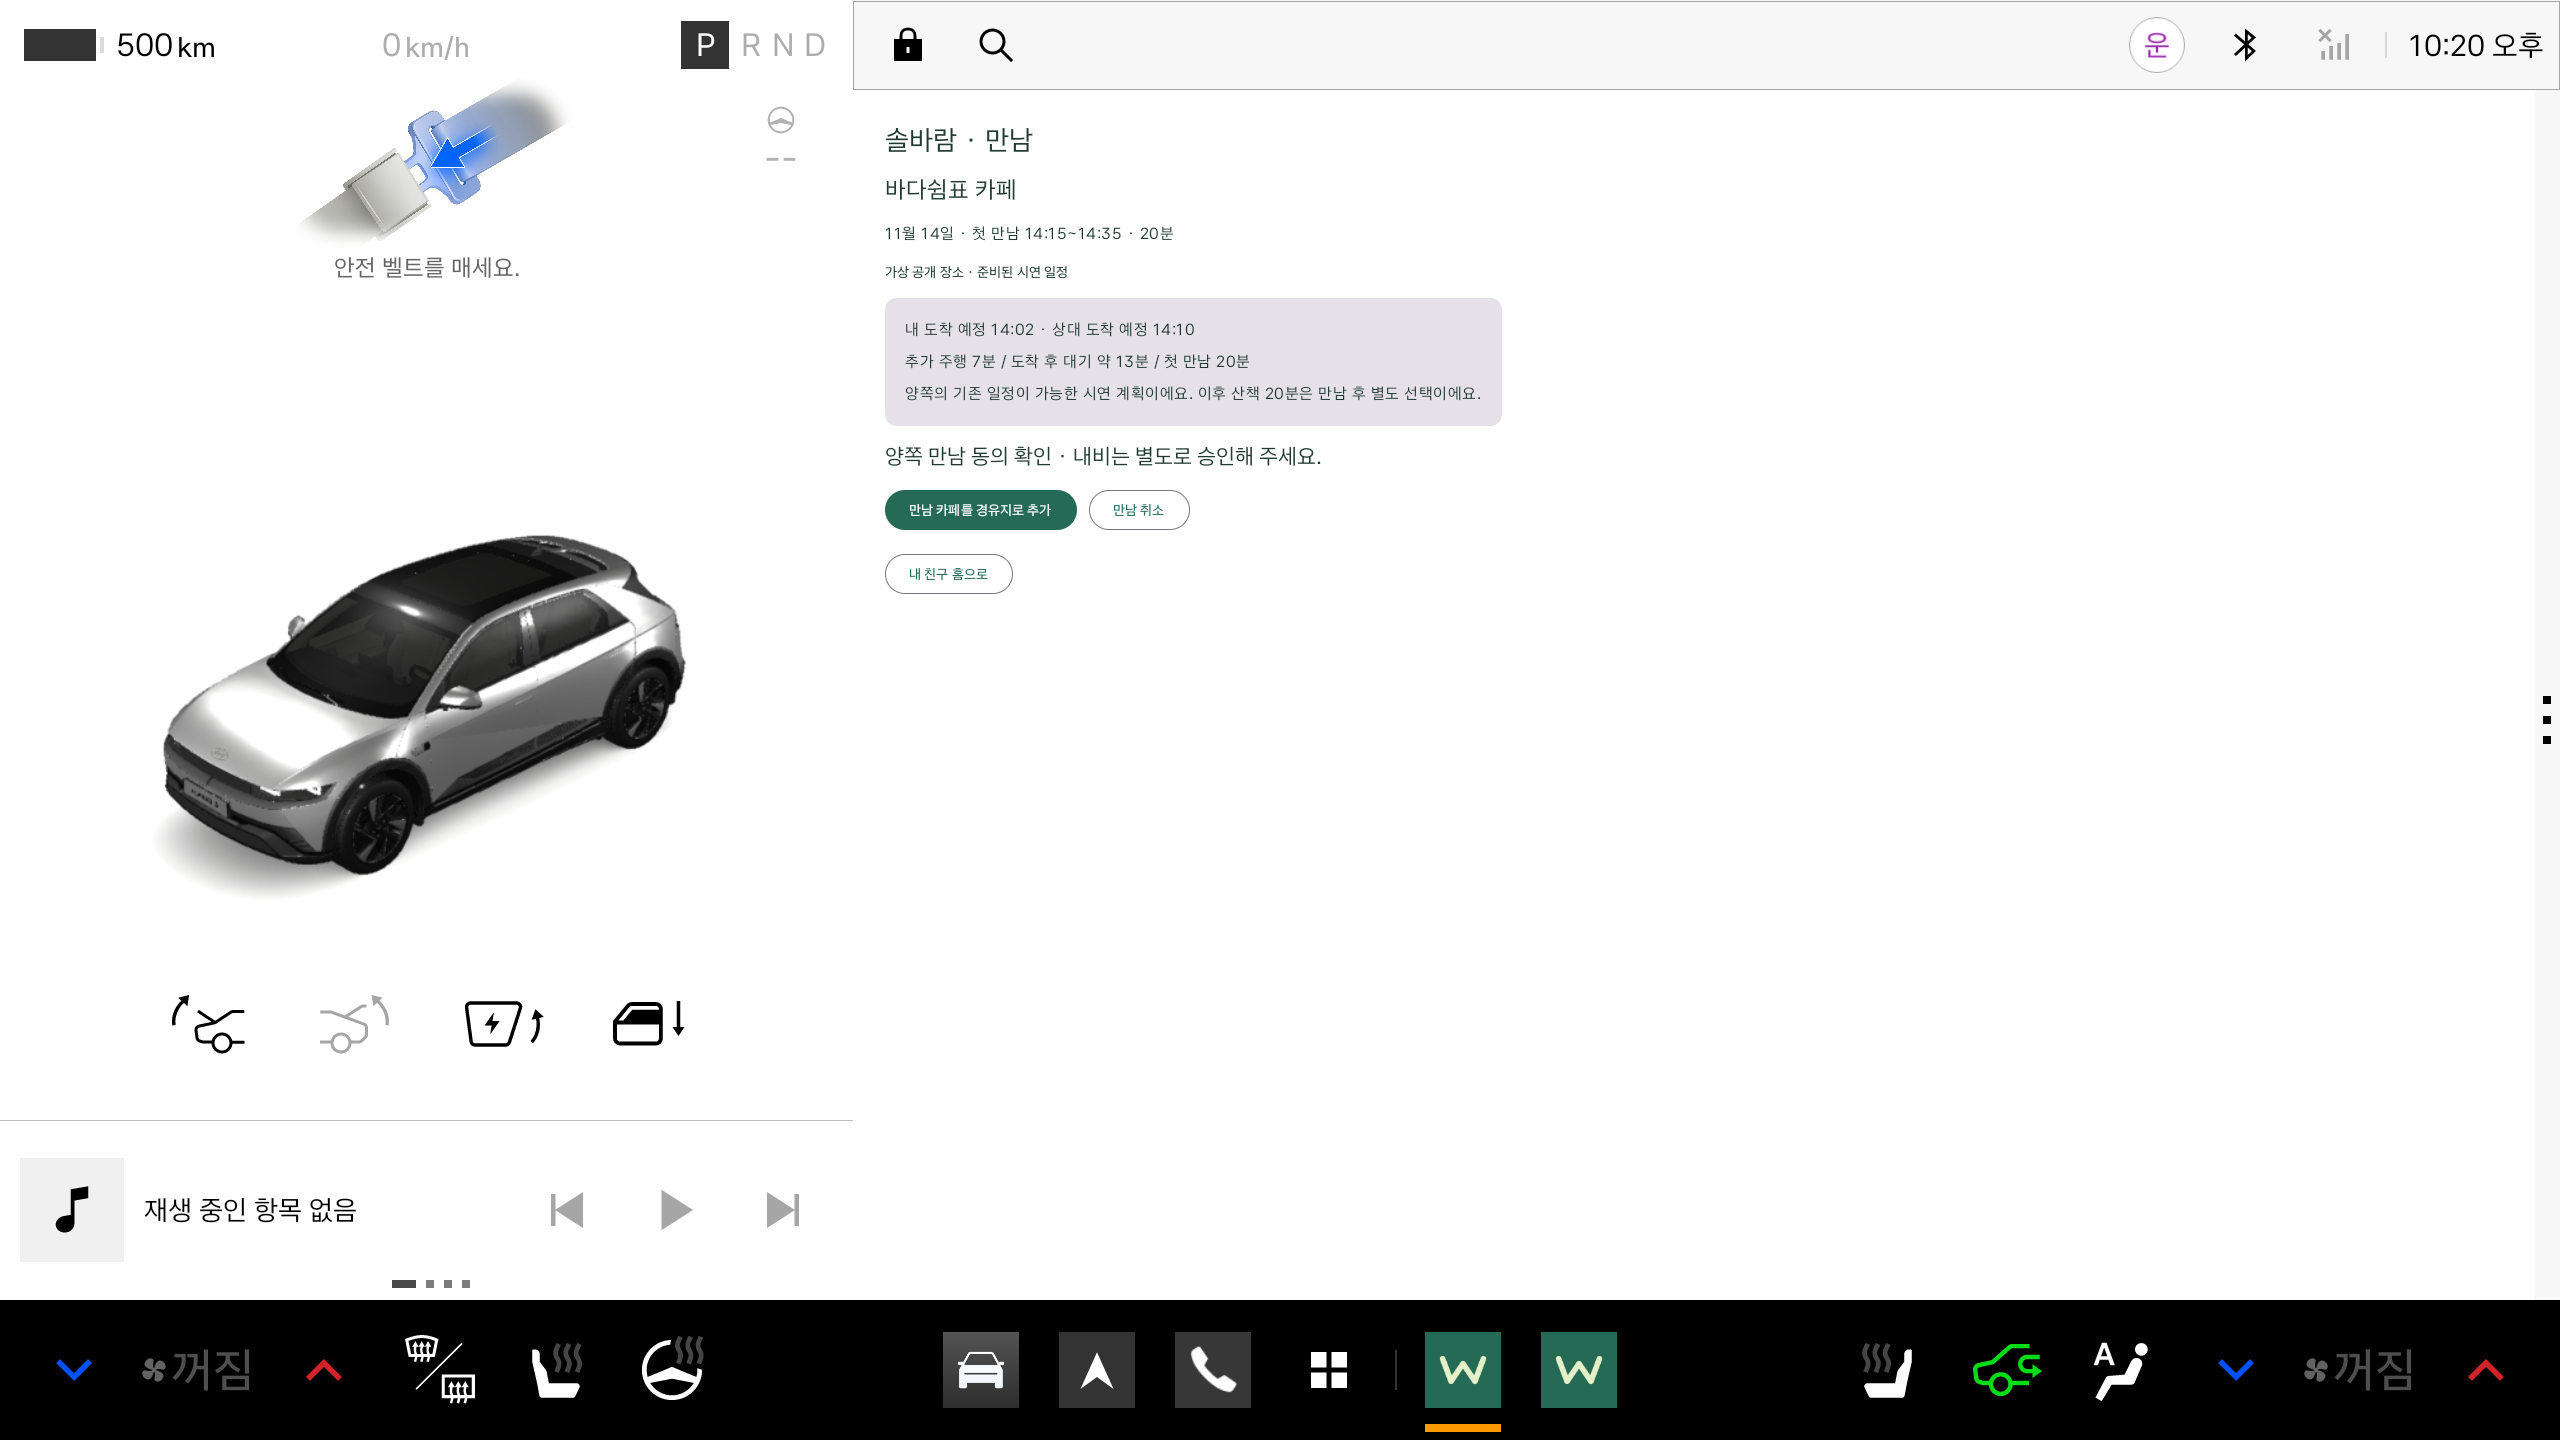 500 km
0 km/h
P R N D
운
10:20 오후
안전 벨트를 매세요.
솔바람 · 만남
바다쉼표 카페
11월 14일 · 첫 만남 14:15~14:35 · 20분
가상 공개 장소 · 준비된 시연 일정
내 도착 예정 14:02 · 상대 도착 예정 14:10
추가 주행 7분 / 도착 후 대기 약 13분 / 첫 만남 20분
양쪽의 기존 일정이 가능한 시연 계획이에요. 이후 산책 20분은 만남 후 별도 선택이에요.
양쪽 만남 동의 확인 · 내비는 별도로 승인해 주세요.
만남 카페를 경유지로 추가
만남 취소
내 친구 홈으로
재생 중인 항목 없음
꺼짐
W
W
A
꺼짐